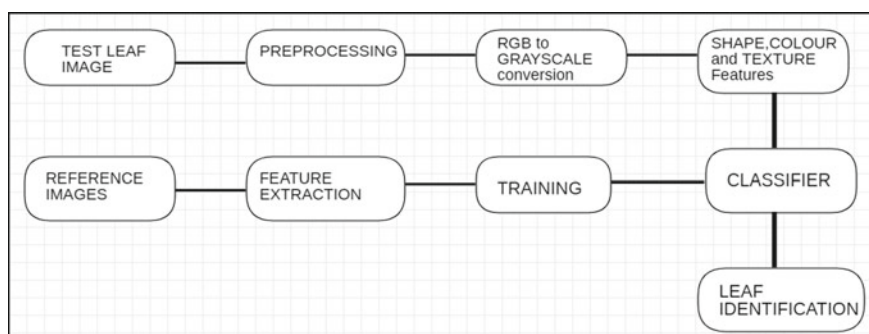 TEST LEAF
IMAGE
PREPROCESSING
RGB to
GRAYSCALE
conversion
SHAPE,COLOUR
and TEXTURE
Features
REFERENCE
IMAGES
FEATURE
EXTRACTION
TRAINING
CLASSIFIER
LEAF
IDENTIFICATION